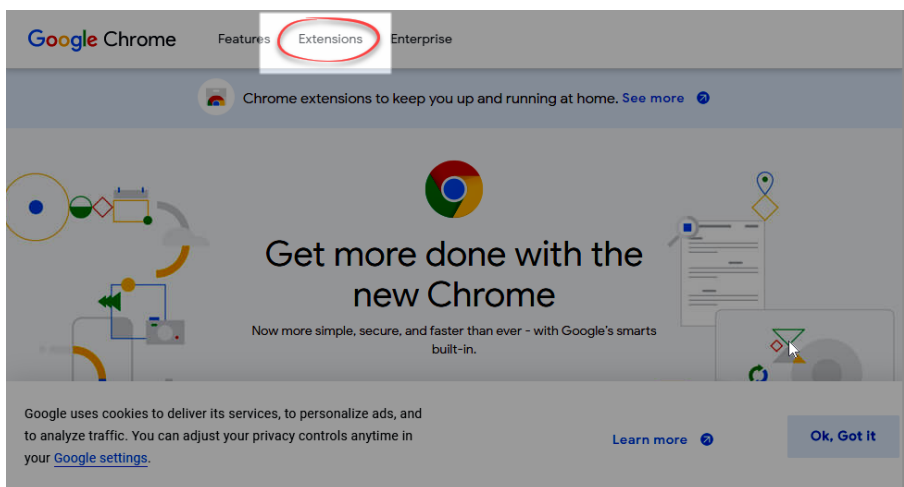 Google Chrome Features Extensions Enterprise
Chrome extensions to keep you up and running at home. See more
Get more done with the
new Chrome
Now more simple, secure, and faster than ever - with Google's smarts
built-in.
Google uses cookies to deliver its services, to personalize ads, and
to analyze traffic. You can adjust your privacy controls anytime in
your Google settings.
Learn more
Ok, Got it